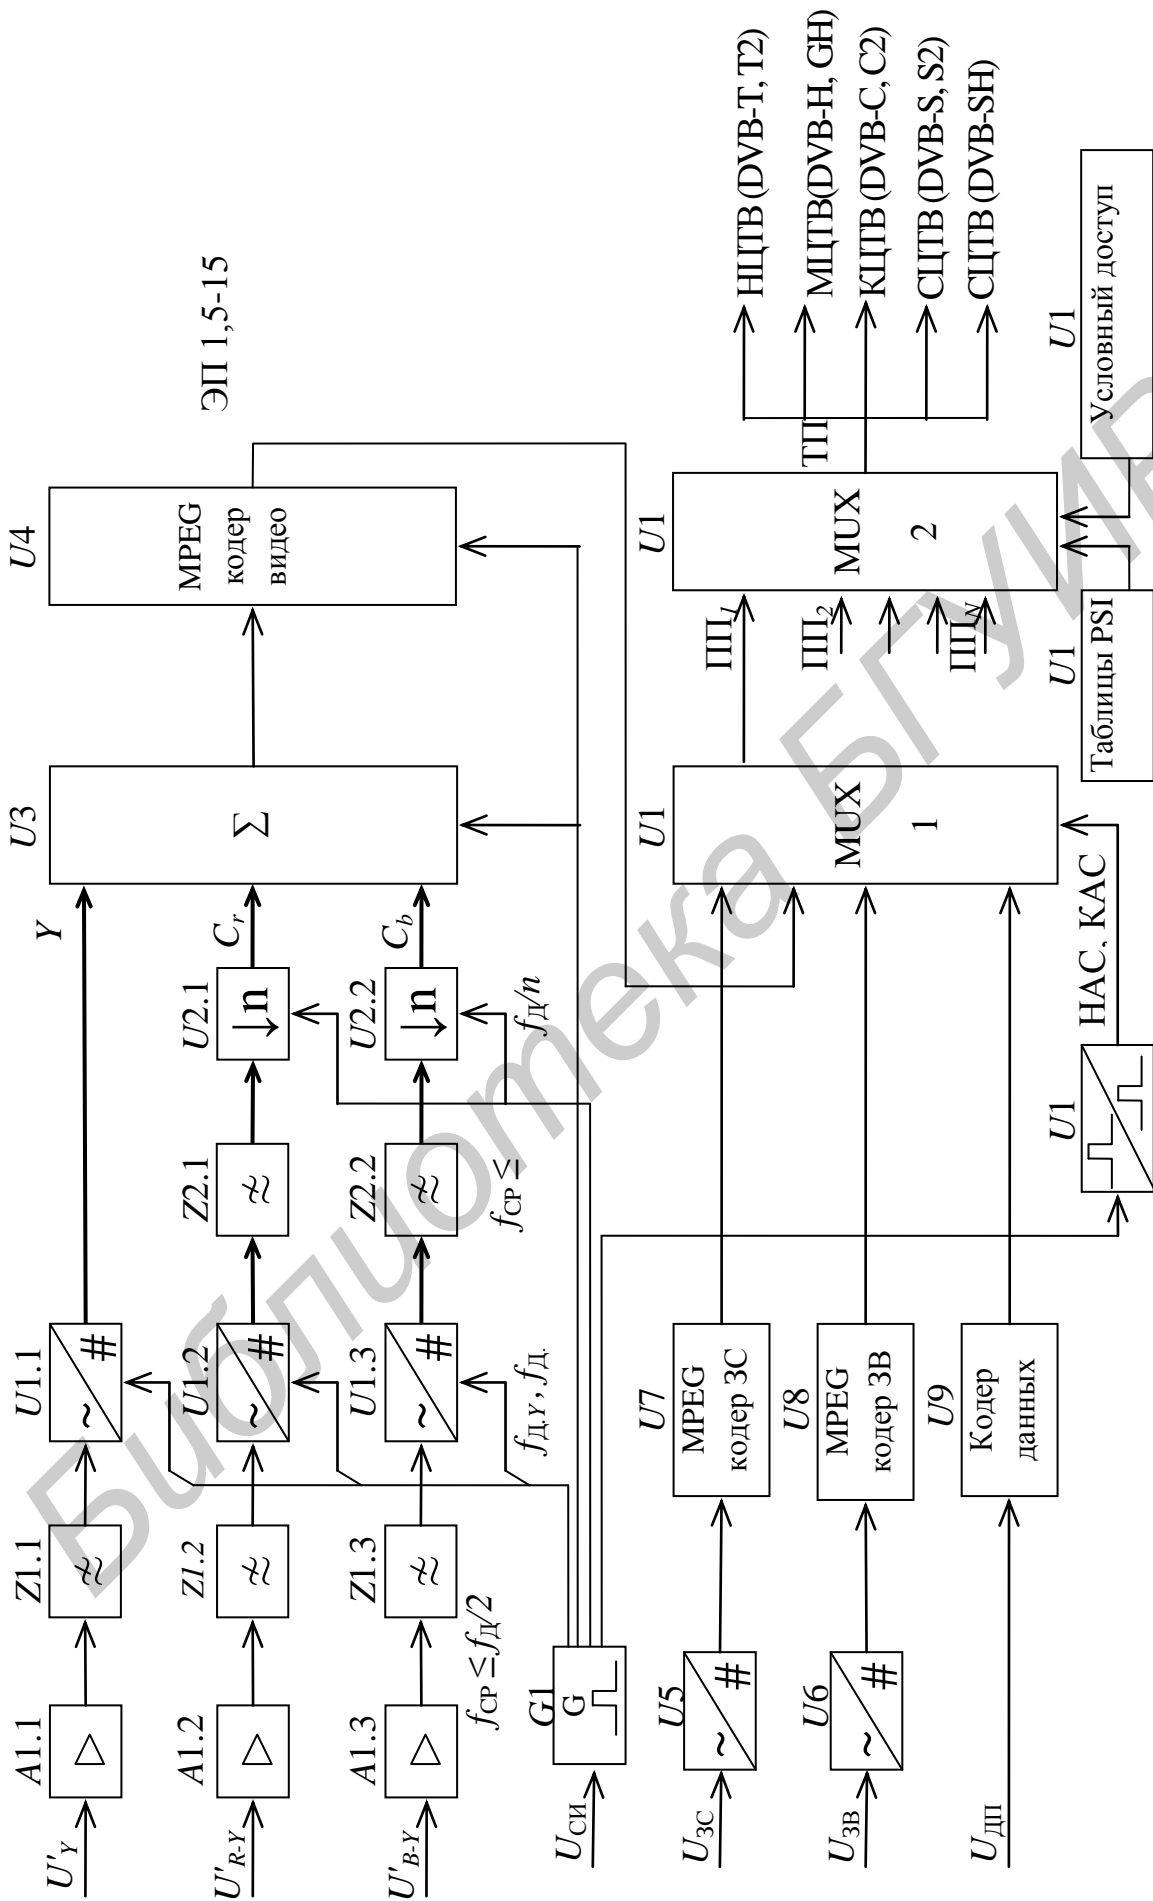 U'Y
A1.1
Z1.1
U1.1
~ #
Y
U3
Σ
U4
MPEG
кодер
видео
ЭП 1,5-15
U'R-Y
A1.2
Z1.2
U1.2
~ #
Z2.1
U2.1
↓n
Cr
U'B-Y
A1.3
Z1.3
U1.3
~ #
Z2.2
U2.2
↓n
Cb
fСР ≤ fД/2
fД.Y, fД.
fСР ≤
fД/n
UСИ
G1
G
UЗС
U5
~ #
U7
MPEG
кодер ЗС
UЗВ
U6
~ #
U8
MPEG
кодер ЗВ
UДП
U9
Кодер
данных
U1
НАС. КАС
U1
MUX
1
ПП1
ПП2
ППN
U1
MUX
2
ТП
U1
Таблицы PSI
U1
Условный доступ
НЦТВ (DVB-T, T2)
МЦТВ(DVB-H, GH)
КЦТВ (DVB-C, C2)
СЦТВ (DVB-S, S2)
СЦТВ (DVB-SH)
Библиотека БГУИР